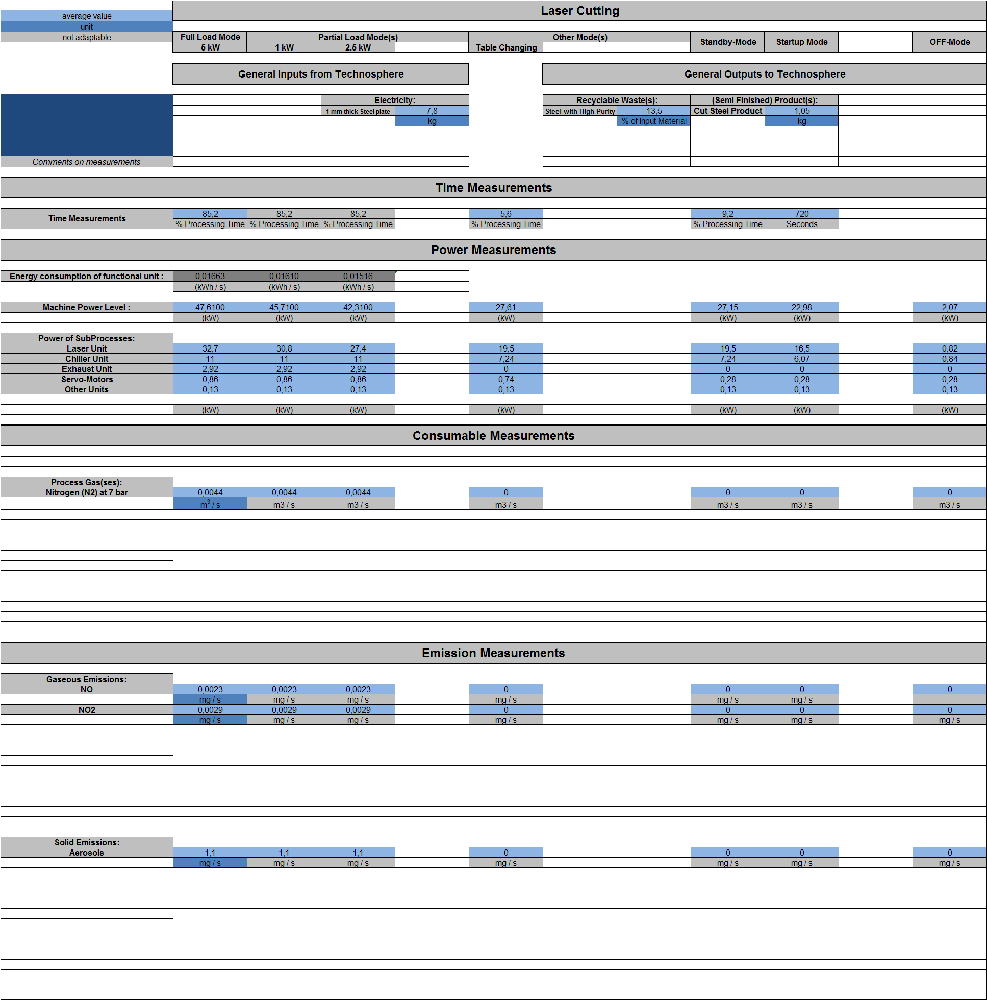 Laser Cutting
average value
unit
not adaptable
Full Load Mode Partial Load Mode(s) Other Mode(s) Standby-Mode Startup Mode OFF-Mode
5 kW 1 kW 2.5 kW Table Changing
General Inputs from Technosphere General Outputs to Technosphere
Electricity: Recyclable Waste(s): (Semi Finished) Product(s):
1 mm thick Steel plate 7,8 Steel with High Purity 13,5 Cut Steel Product 1,05
kg % of Input Material kg
Comments on measurements
Time Measurements
Time Measurements 85,2 85,2 85,2 5,6 9,2 720
% Processing Time % Processing Time % Processing Time % Processing Time % Processing Time Seconds
Power Measurements
Energy consumption of functional unit : 0,01663 0,01610 0,01516
(kWh / s) (kWh / s) (kWh / s)
Machine Power Level : 47,6100 45,7100 42,3100 27,61 27,15 22,98 2,07
(kW) (kW) (kW) (kW) (kW) (kW) (kW)
Power of SubProcesses:
Laser Unit 32,7 30,8 27,4 19,5 19,5 16,5 0,82
Chiller Unit 11 11 11 7,24 7,24 6,07 0,84
Exhaust Unit 2,92 2,92 2,92 0 0 0 0
Servo-Motors 0,86 0,86 0,86 0,74 0,28 0,28 0,28
Other Units 0,13 0,13 0,13 0,13 0,13 0,13 0,13
(kW) (kW) (kW) (kW) (kW) (kW) (kW)
Consumable Measurements
Process Gas(ses):
Nitrogen (N2) at 7 bar 0,0044 0,0044 0,0044 0 0 0 0
m³ / s m3 / s m3 / s m3 / s m3 / s m3 / s m3 / s
Emission Measurements
Gaseous Emissions:
NO 0,0023 0,0023 0,0023 0 0 0 0
mg / s mg / s mg / s mg / s mg / s mg / s
NO2 0,0029 0,0029 0,0029 0 0 0 0
mg / s mg / s mg / s mg / s mg / s mg / s mg / s
Solid Emissions:
Aerosols 1,1 1,1 1,1 0 0 0 0
mg / s mg / s mg / s mg / s mg / s mg / s mg / s